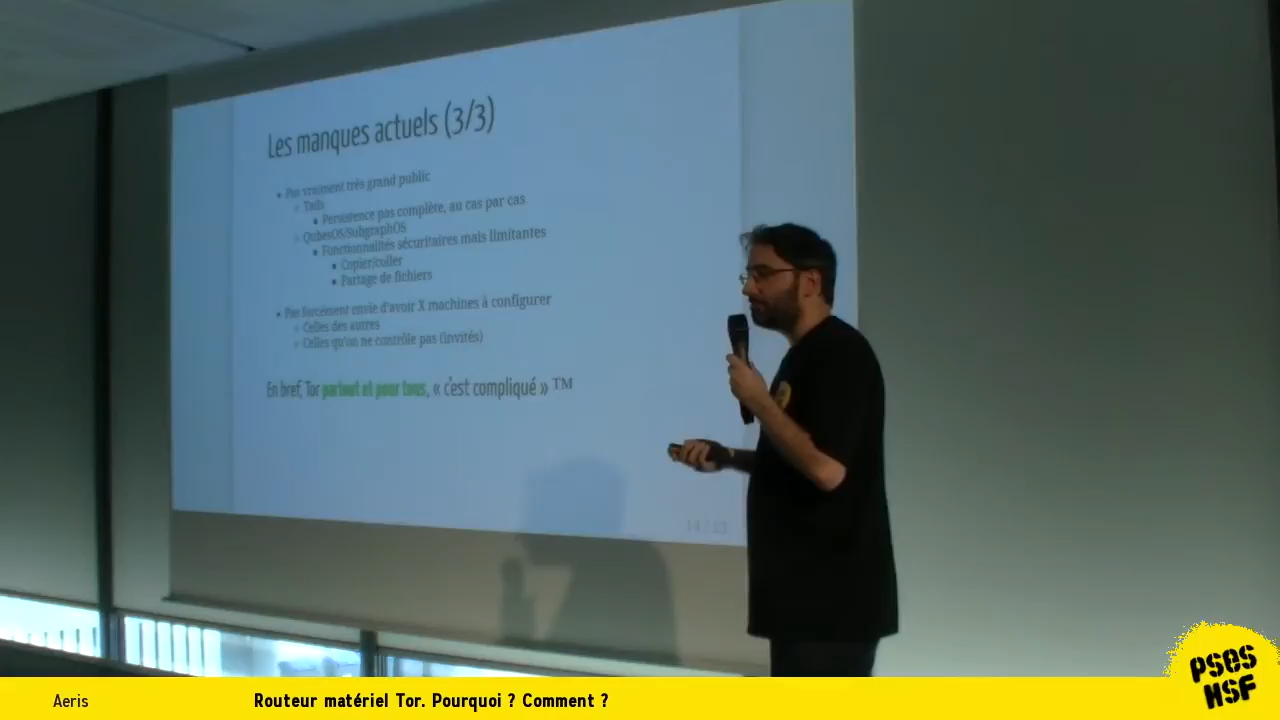 Les manques actuels (3/3)
Pas vraiment très grand public
Tails
Persistence pas complète, au cas par cas
QubesOS/SubgraphOS
Fonctionnalités sécuritaires mais limitantes
Copier/coller
Partage de fichiers
Pas forcément envie d'avoir X machines à configurer
Celles des autres
Celles qu'on ne contrôle pas (invités)
En bref, Tor partout et pour tous, « c'est compliqué » ™
PSES
HSF
Aeris
Routeur matériel Tor. Pourquoi ? Comment ?